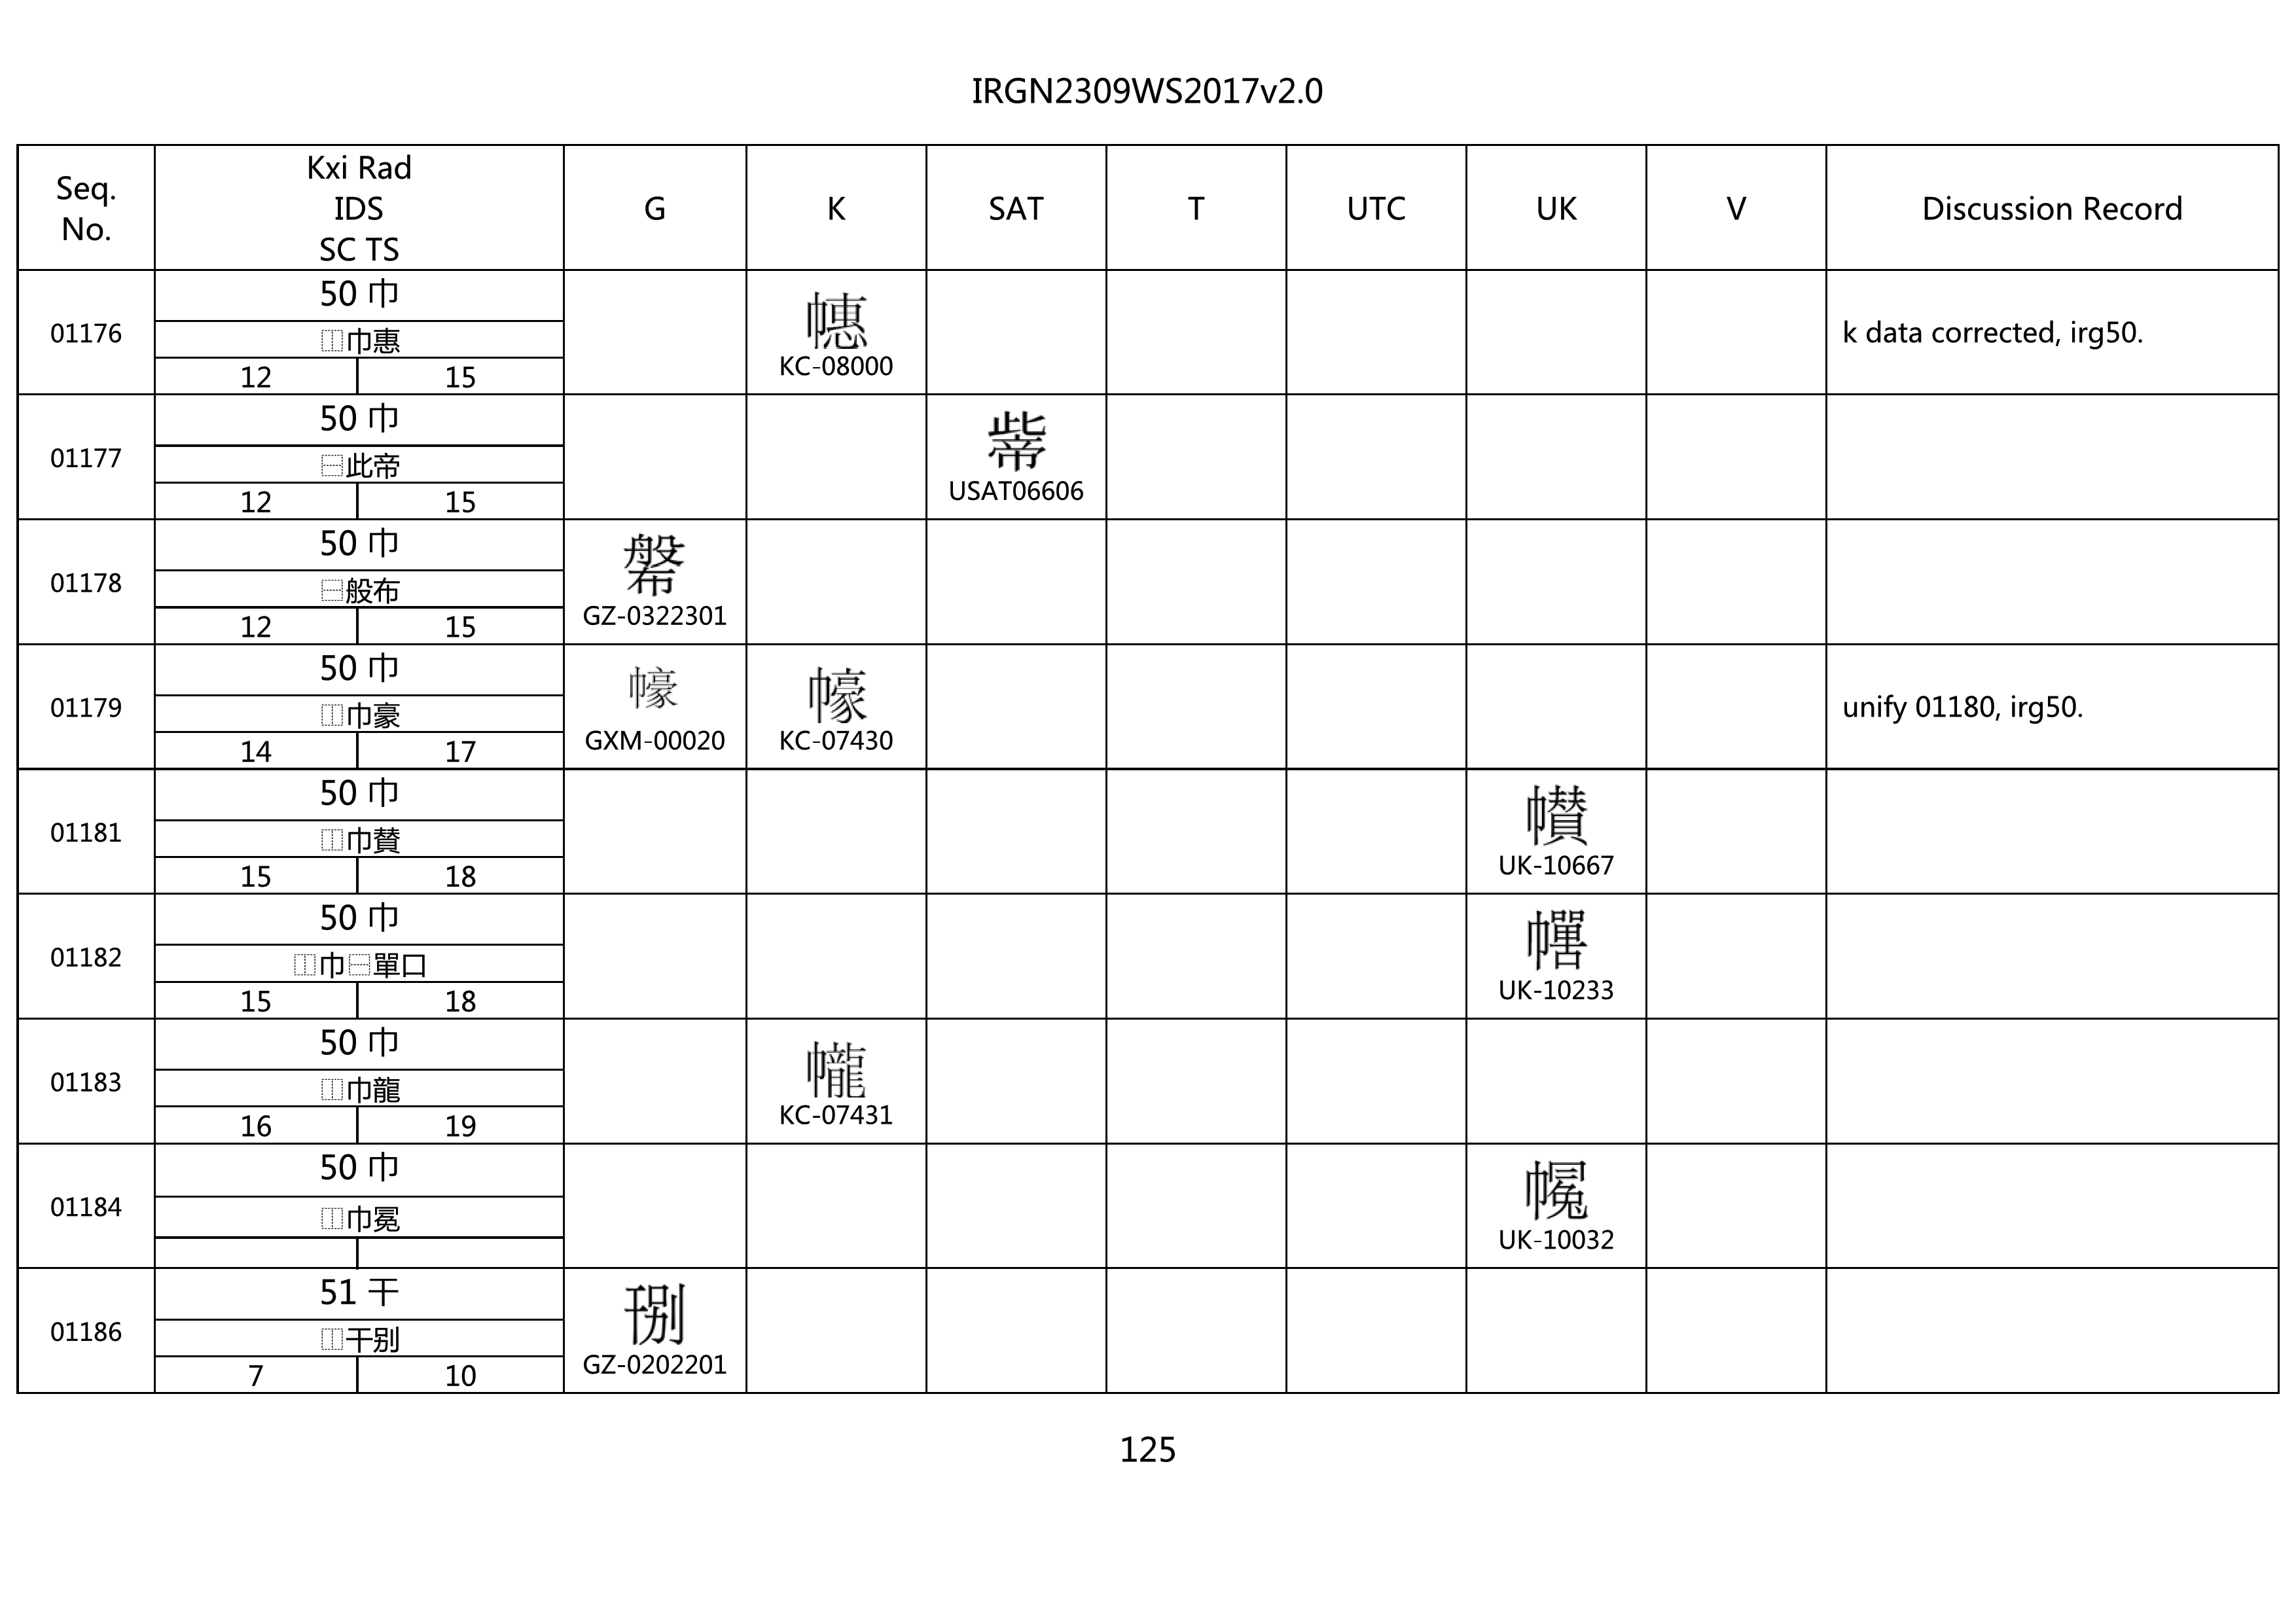 IRGN2309WS2017v2.0
Seq. No. Kxi Rad IDS SC TS G K SAT T UTC UK V Discussion Record
01176 50 巾
⿰巾惠
12 15
幒
KC-08000
k data corrected, irg50.
01177 50 巾
⿱此帝
12 15
USAT06606
01178 50 巾
⿱般布
12 15
GZ-0322301
01179 50 巾
⿰巾豪
14 17
GXM-00020 KC-07430
unify 01180, irg50.
01181 50 巾
⿰巾賛
15 18
UK-10667
01182 50 巾
⿰巾⿱單口
15 18
UK-10233
01183 50 巾
⿰巾龍
16 19
KC-07431
01184 50 巾
⿰巾冕
UK-10032
01186 51 干
⿰干别
7 10
GZ-0202201
125